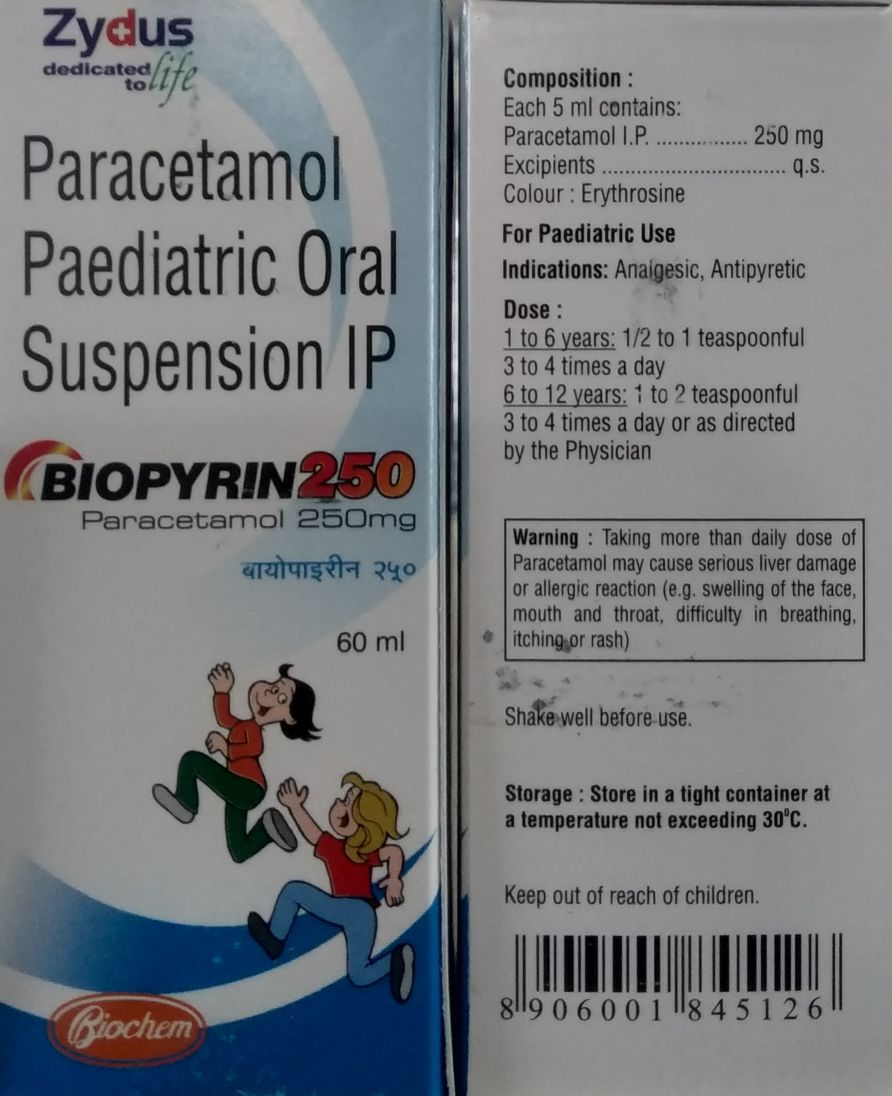 Zydus
dedicated
to life
Paracetamol
Paediatric Oral
Suspension IP
BIOPYRIN250
Paracetamol 250mg
बायोपाइरीन २५०
60 ml
Biochem
Composition :
Each 5 ml contains:
Paracetamol I.P. ................ 250 mg
Excipients ................................ q.s.
Colour : Erythrosine
For Paediatric Use
Indications: Analgesic, Antipyretic
Dose :
1 to 6 years: 1/2 to 1 teaspoonful
3 to 4 times a day
6 to 12 years: 1 to 2 teaspoonful
3 to 4 times a day or as directed
by the Physician
Warning : Taking more than daily dose of
Paracetamol may cause serious liver damage
or allergic reaction (e.g. swelling of the face,
mouth and throat, difficulty in breathing,
itching or rash)
Shake well before use.
Storage : Store in a tight container at
a temperature not exceeding 30⁰C.
Keep out of reach of children.
8 906001 845126